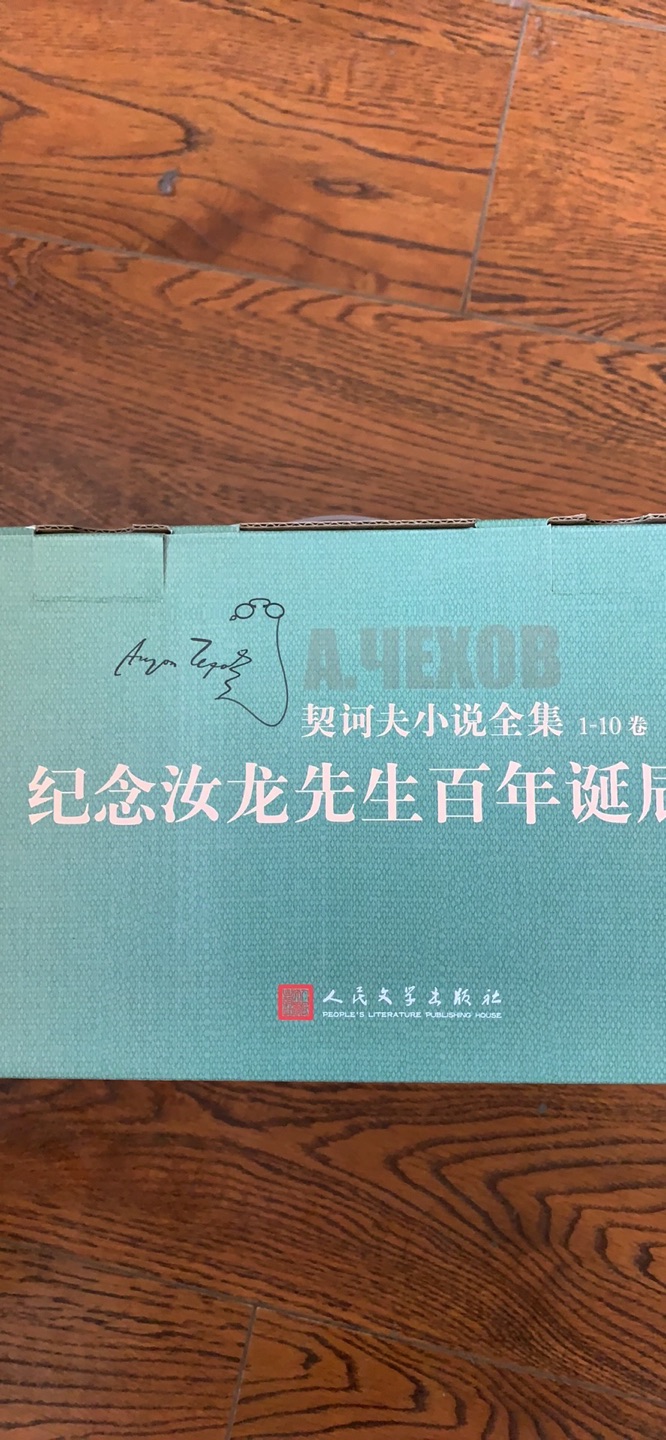 А.ЧЕХОВ
契诃夫小说全集 1-10卷
纪念汝龙先生百年诞辰
人民文学出版社
PEOPLE'S LITERATURE PUBLISHING HOUSE